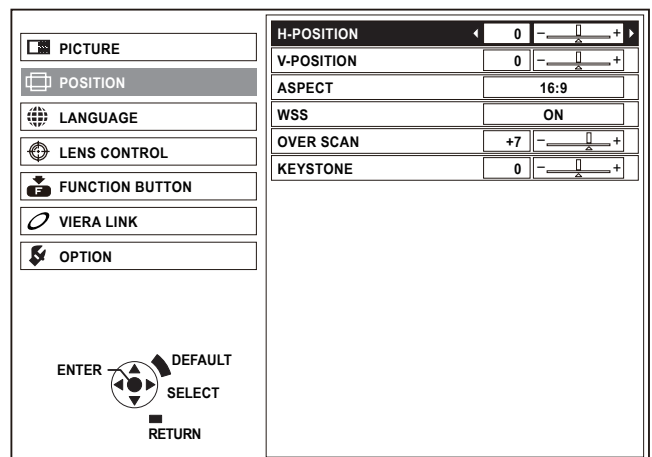 PICTURE
POSITION
LANGUAGE
LENS CONTROL
F FUNCTION BUTTON
VIERA LINK
OPTION
ENTER
DEFAULT
SELECT
RETURN
H-POSITION 0 - +
V-POSITION 0 - +
ASPECT 16:9
WSS ON
OVER SCAN +7 - +
KEYSTONE 0 - +